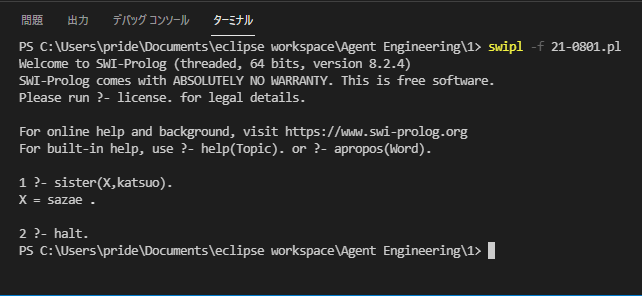 問題 出力 デバッグ コンソール ターミナル
PS C:\Users\pride\Documents\eclipse workspace\Agent Engineering\1> swipl -f 21-0801.pl
Welcome to SWI-Prolog (threaded, 64 bits, version 8.2.4)
SWI-Prolog comes with ABSOLUTELY NO WARRANTY. This is free software.
Please run ?- license. for legal details.
For online help and background, visit https://www.swi-prolog.org
For built-in help, use ?- help(Topic). or ?- apropos(Word).
1 ?- sister(X,katsuo).
X = sazae .
2 ?- halt.
PS C:\Users\pride\Documents\eclipse workspace\Agent Engineering\1>